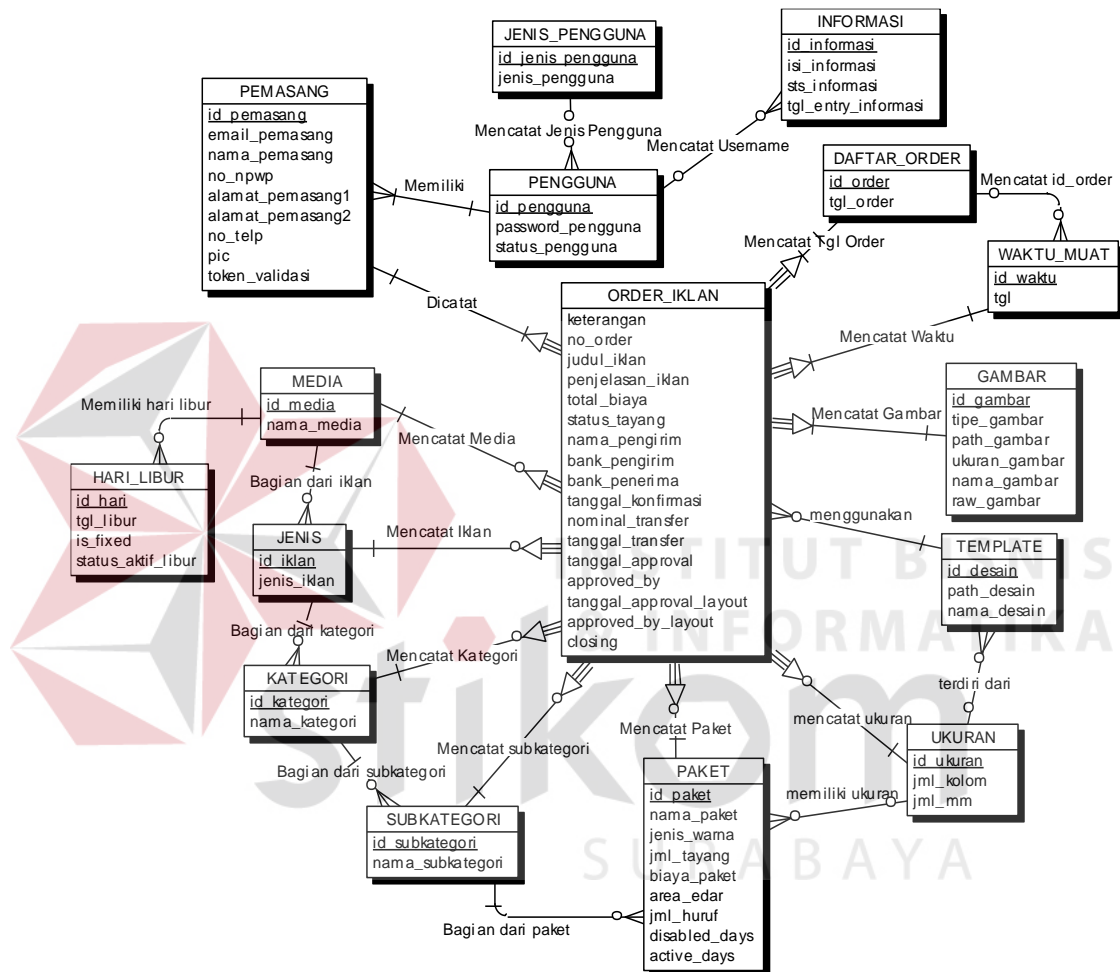 JENIS_PENGGUNA
id_jenis_pengguna
jenis_pengguna
INFORMASI
id_informasi
isi_informasi
sts_informasi
tgl_entry_informasi
PEMASANG
id_pemasang
email_pemasang
nama_pemasang
no_npwp
alamat_pemasang1
alamat_pemasang2
no_telp
pic
token_validasi
Mencatat Jenis Pengguna
Mencatat Username
Memiliki
PENGGUNA
id_pengguna
password_pengguna
status_pengguna
DAFTAR_ORDER
id_order
tgl_order
Mencatat id_order
Mencatat Tgl Order
WAKTU_MUAT
id_waktu
tgl
Dicatat
ORDER_IKLAN
keterangan
no_order
judul_iklan
penjelasan_iklan
total_biaya
status_tayang
nama_pengirim
bank_pengirim
bank_penerima
tanggal_konfirmasi
nominal_transfer
tanggal_transfer
tanggal_approval
approved_by
tanggal_approval_layout
approved_by_layout
closing
Mencatat Waktu
GAMBAR
id_gambar
tipe_gambar
path_gambar
ukuran_gambar
nama_gambar
raw_gambar
Mencatat Gambar
MEDIA
id_media
nama_media
Memiliki hari libur
Mencatat Media
HARI_LIBUR
id_hari
tgl_libur
is_fixed
status_aktif_libur
Bagian dari iklan
JENIS
id_iklan
jenis_iklan
Mencatat Iklan
menggunakan
TEMPLATE
id_desain
path_desain
nama_desain
INSTITUT BISNIS
& INFORMATIKA
stikom
SURABAYA
Bagian dari kategori
Mencatat Kategori
KATEGORI
id_kategori
nama_kategori
terdiri dari
mencatat ukuran
UKURAN
id_ukuran
jml_kolom
jml_mm
Mencatat Paket
Mencatat subkategori
Bagian dari subkategori
PAKET
id_paket
nama_paket
jenis_warna
jml_tayang
biaya_paket
area_edar
jml_huruf
disabled_days
active_days
memiliki ukuran
SUBKATEGORI
id_subkategori
nama_subkategori
Bagian dari paket